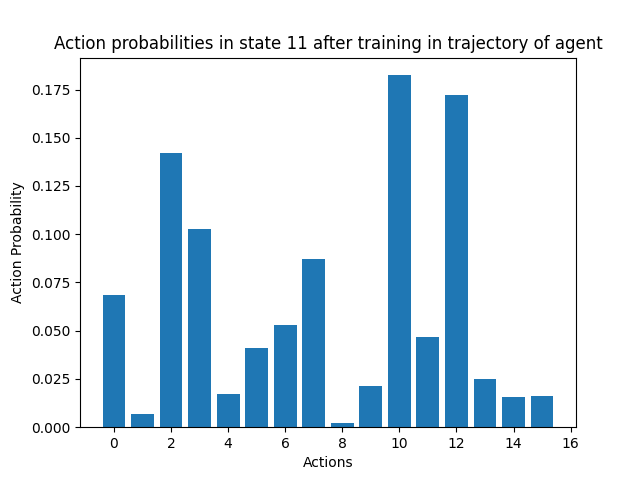 Action probabilities in state 11 after training in trajectory of agent
0.175
0.150
0.125
0.100
0.075
0.050
0.025
0.000
Action Probability
0 2 4 6 8 10 12 14 16
Actions